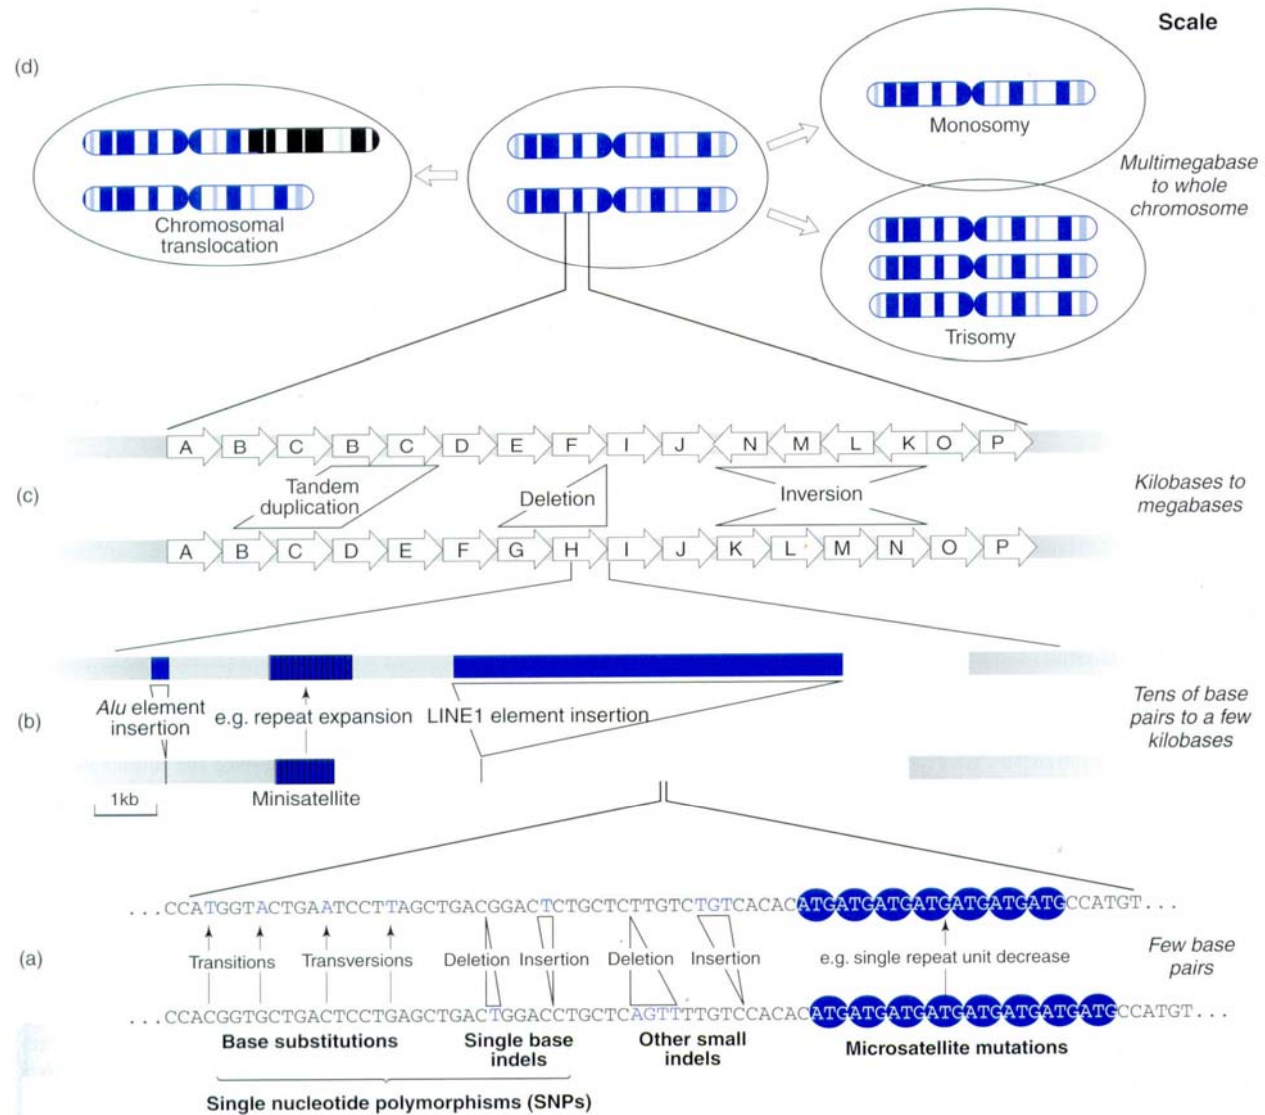 Scale
(d)
Monosomy
Multimegabase
to whole
chromosome
Chromosomal
translocation
Trisomy
A B C B C D E F I J N M L K O P
(c)
Tandem
duplication
Deletion
Inversion
Kilobases to
megabases
A B C D E F G H I J K L M N O P
(b)
Alu element
insertion
e.g. repeat expansion
LINE1 element insertion
Tens of base
pairs to a few
kilobases
1kb
Minisatellite
...CCATGGTACTGAATCCTTAGCTGACGGACTCTGCTCTTGTCTGTCACACATGATGATGATGATGATGATGCCATGT...
(a)
Transitions
Transversions
Deletion
Insertion
Deletion
Insertion
e.g. single repeat unit decrease
Few base
pairs
...CCACGGTGCTGACTCCTGAGCTGACTGGACCTGCTCAGTTTTGTCCACACATGATGATGATGATGATGATGATGCCATGT...
Base substitutions
Single base
indels
Other small
indels
Microsatellite mutations
Single nucleotide polymorphisms (SNPs)